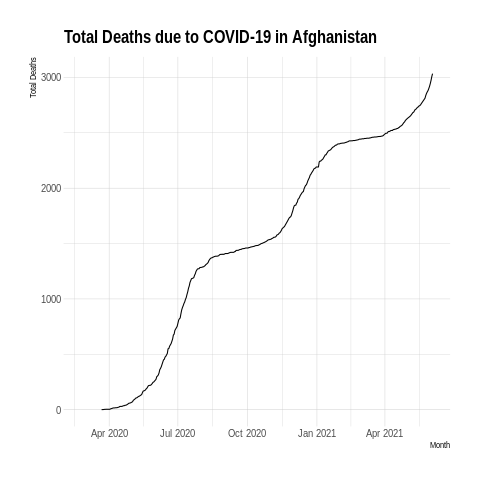 Total Deaths due to COVID-19 in Afghanistan
Total Deaths
3000
2000
1000
0
Apr 2020 Jul 2020 Oct 2020 Jan 2021 Apr 2021
Month